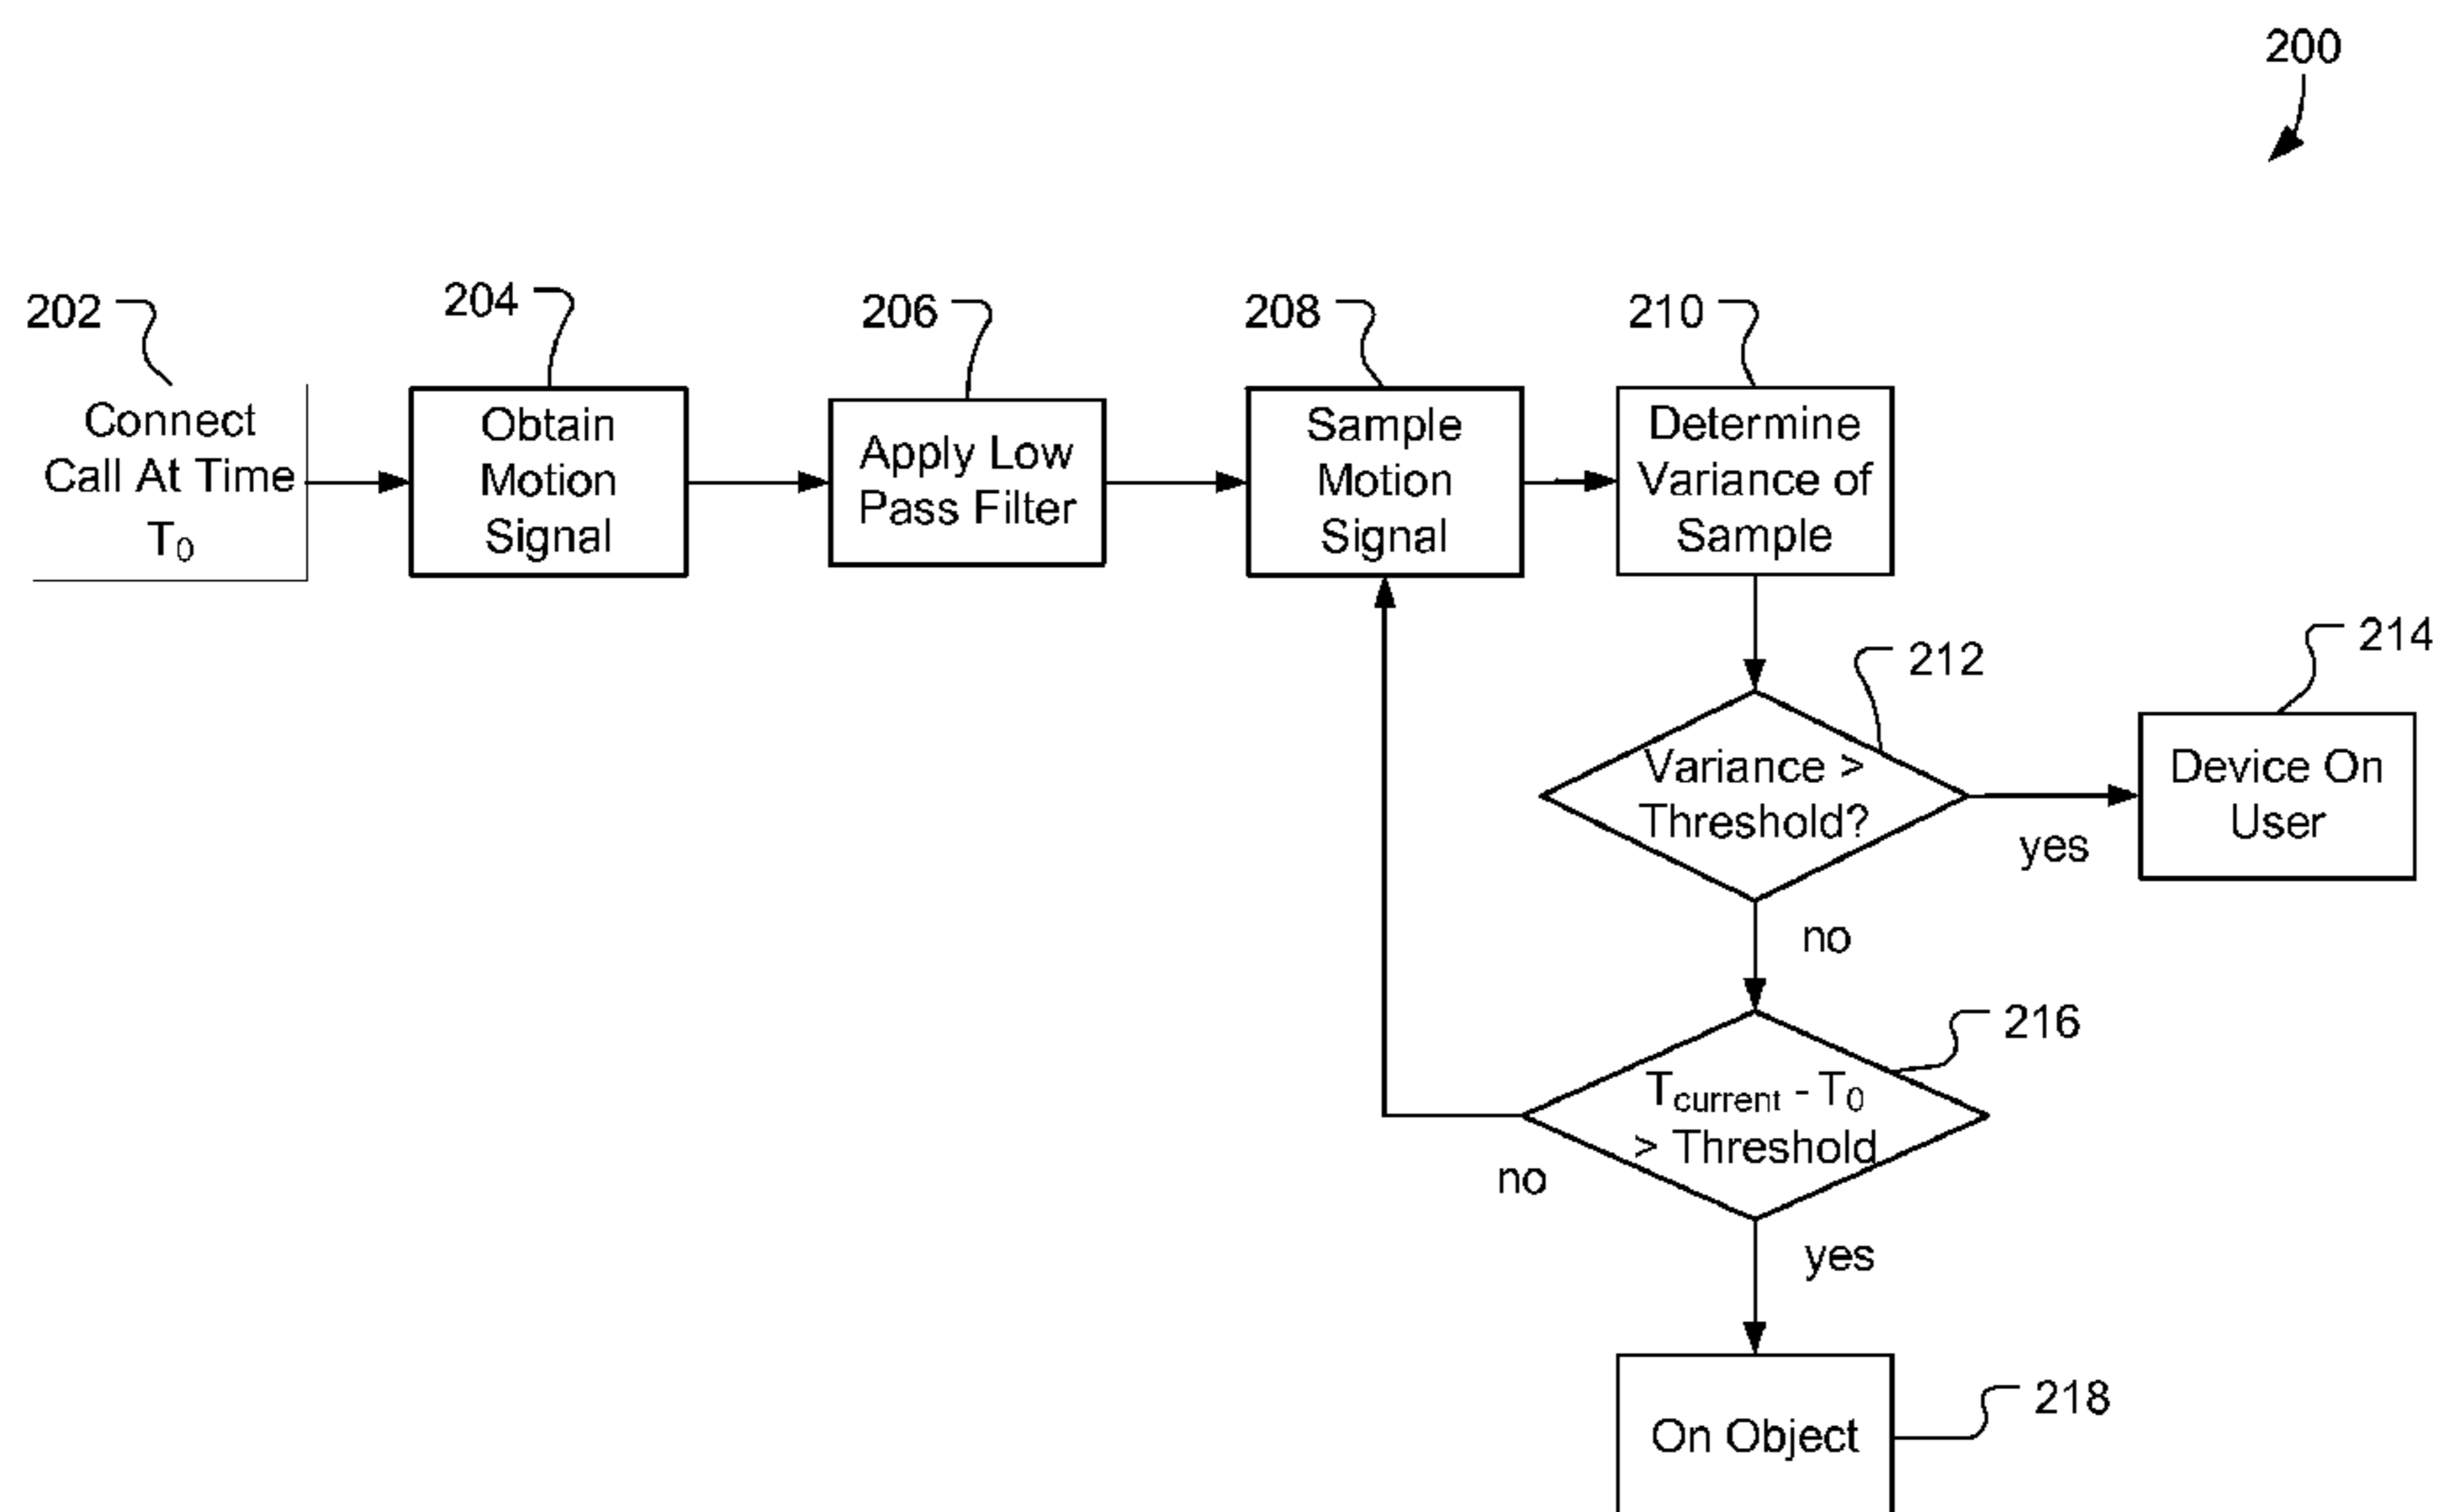 200
202
204
206
208
210
Connect
Call At Time
T₀
Obtain
Motion
Signal
Apply Low
Pass Filter
Sample
Motion
Signal
Determine
Variance of
Sample
212
214
Variance >
Threshold?
yes
Device On
User
no
216
T_current - T₀
> Threshold
no
yes
218
On Object